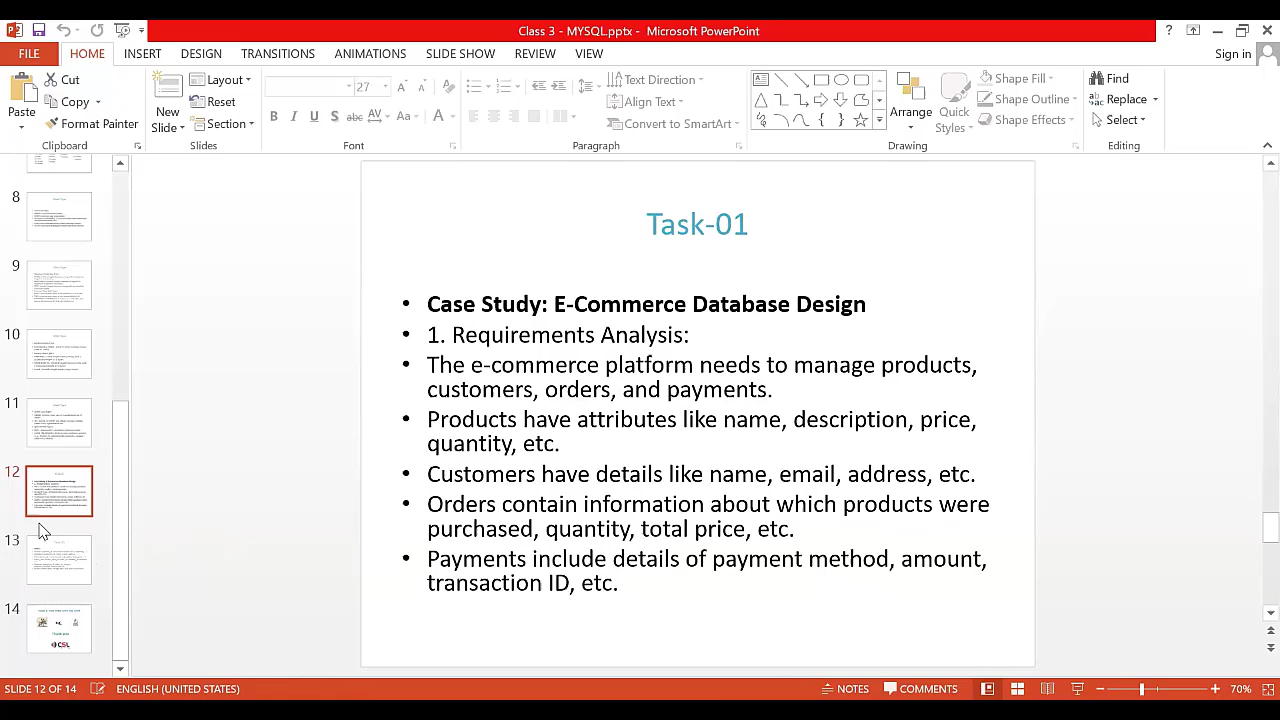 Class 3 - MYSQL.pptx - Microsoft PowerPoint
FILE HOME INSERT DESIGN TRANSITIONS ANIMATIONS SLIDE SHOW REVIEW VIEW Sign in
Cut
Copy
Format Painter
Paste
Clipboard
New Slide
Layout
Reset
Section
Slides
27
B I U S abc AV Aa A
Font
Text Direction
Align Text
Convert to SmartArt
Paragraph
Arrange
Quick Styles
Shape Fill
Shape Outline
Shape Effects
Drawing
Find
Replace
Select
Editing
8
9
10
11
12
13
14
CSL
Task-01
• Case Study: E-Commerce Database Design
• 1. Requirements Analysis:
• The e-commerce platform needs to manage products,
customers, orders, and payments.
• Products have attributes like name, description, price,
quantity, etc.
• Customers have details like name, email, address, etc.
• Orders contain information about which products were
purchased, quantity, total price, etc.
• Payments include details of payment method, amount,
transaction ID, etc.
SLIDE 12 OF 14 ENGLISH (UNITED STATES) NOTES COMMENTS 70%